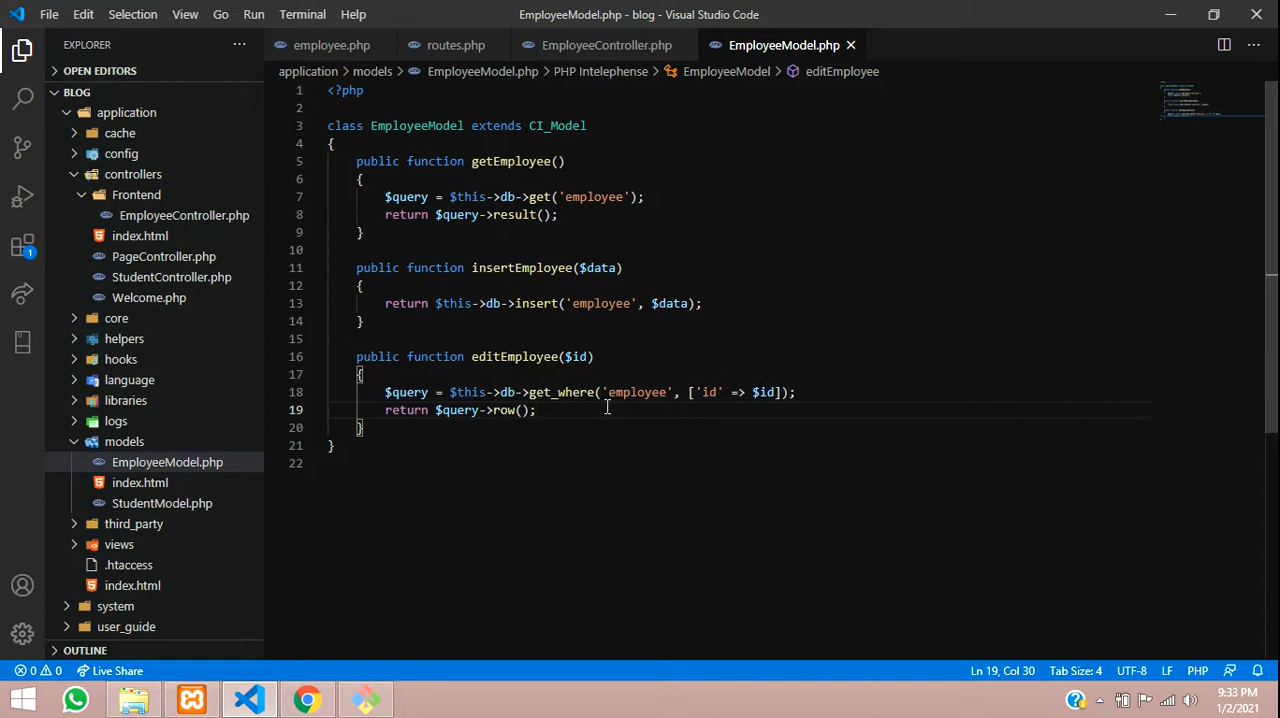 File Edit Selection View Go Run Terminal Help EmployeeModel.php - blog - Visual Studio Code
EXPLORER
OPEN EDITORS
BLOG
application
cache
config
controllers
Frontend
EmployeeController.php
index.html
PageController.php
StudentController.php
Welcome.php
core
helpers
hooks
language
libraries
logs
models
EmployeeModel.php
index.html
StudentModel.php
third_party
views
.htaccess
index.html
system
user_guide
OUTLINE
1
employee.php routes.php EmployeeController.php EmployeeModel.php
application > models > EmployeeModel.php > PHP Intelephense > EmployeeModel > editEmployee
1 <?php
2
3 class EmployeeModel extends CI_Model
4 {
5 public function getEmployee()
6 {
7 $query = $this->db->get('employee');
8 return $query->result();
9 }
10
11 public function insertEmployee($data)
12 {
13 return $this->db->insert('employee', $data);
14 }
15
16 public function editEmployee($id)
17 {
18 $query = $this->db->get_where('employee', ['id' => $id]);
19 return $query->row();
20 }
21 }
22
0 0 Live Share Ln 19, Col 30 Tab Size: 4 UTF-8 LF PHP
9:33 PM
1/2/2021